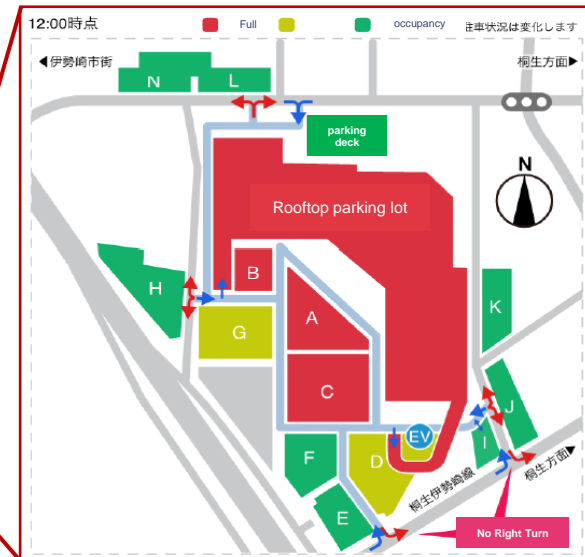 12:00時点
Full
occupancy
駐車状況は変化します
◀伊勢崎市街
桐生方面▶
N
L
parking
deck
N
Rooftop parking lot
B
H
A
G
K
C
J
EV
I
F
D
桐生伊勢崎線
桐生方面▶
E
No Right Turn